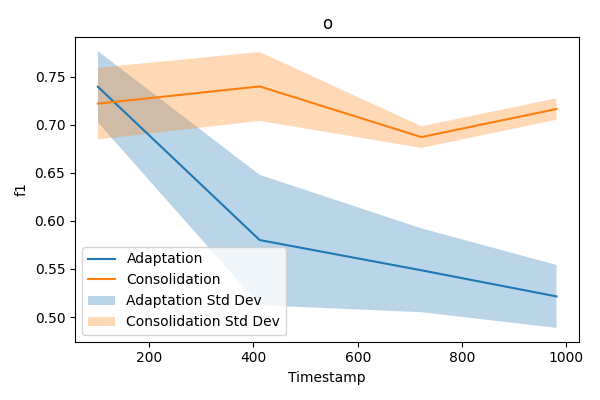 o
f1
0.75
0.70
0.65
0.60
0.55
0.50
Adaptation
Consolidation
Adaptation Std Dev
Consolidation Std Dev
200
400
600
800
1000
Timestamp